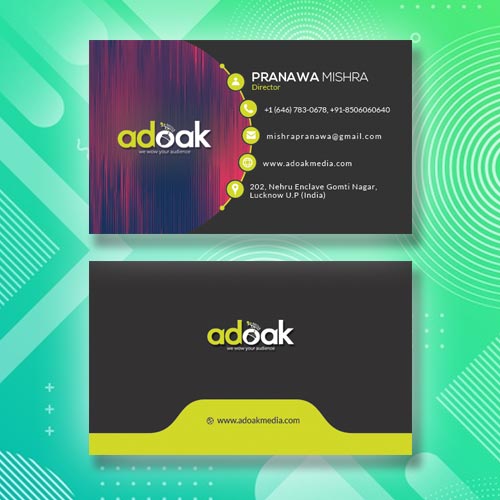 PRANAWA MISHRA
Director
+1 (646) 783-0678, +91-8506060640
mishrapranawa@gmail.com
adoak
we wow your audience
www.adoakmedia.com
202, Nehru Enclave Gomti Nagar,
Lucknow U.P (India)
adoak
we wow your audience
www.adoakmedia.com